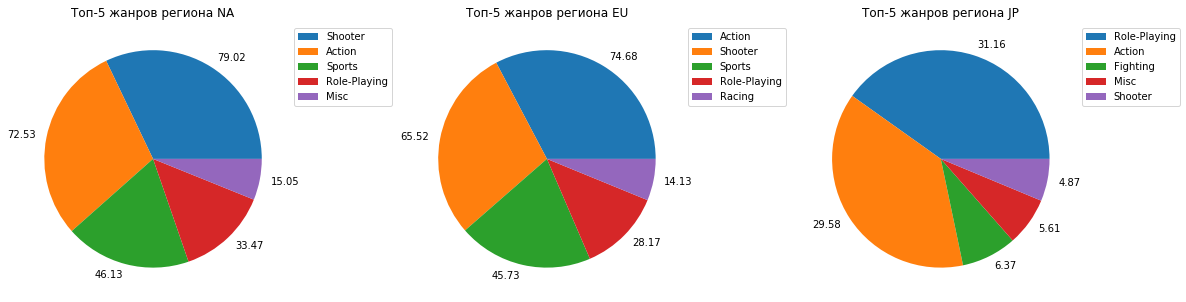 Топ-5 жанров региона NA
Shooter
Action
Sports
Role-Playing
Misc
79.02
72.53
46.13
33.47
15.05
Топ-5 жанров региона EU
Action
Shooter
Sports
Role-Playing
Racing
74.68
65.52
45.73
28.17
14.13
Топ-5 жанров региона JP
Role-Playing
Action
Fighting
Misc
Shooter
31.16
29.58
6.37
5.61
4.87